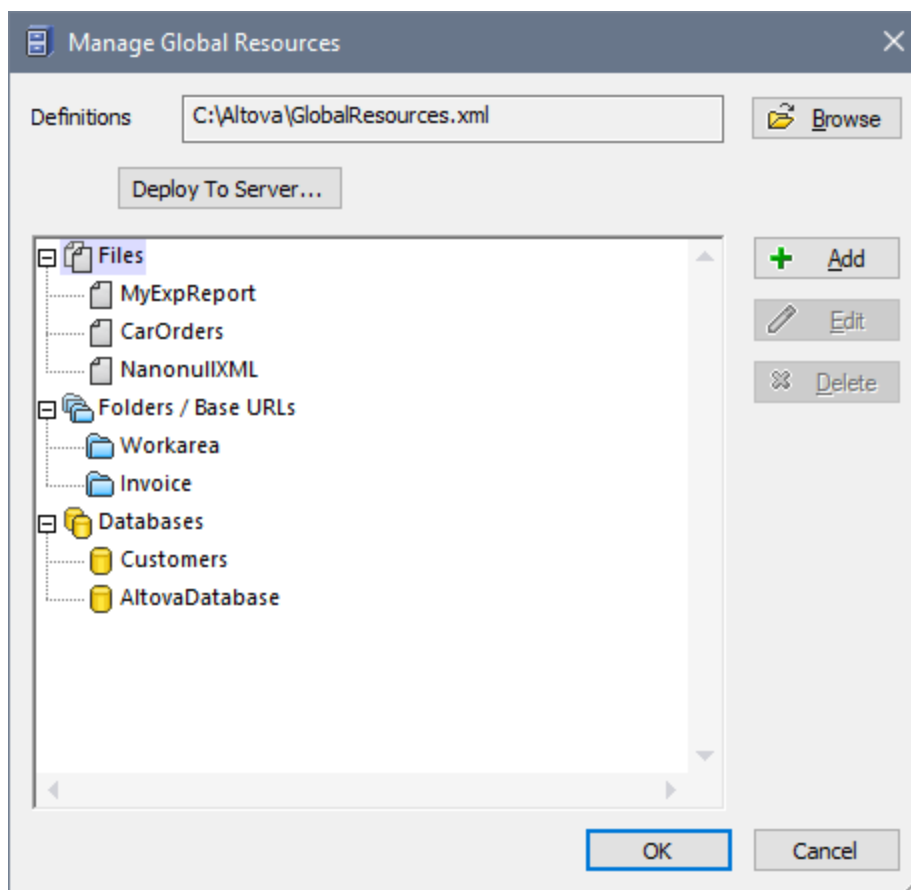 Manage Global Resources
Definitions C:\Altova\GlobalResources.xml Browse
Deploy To Server...
Files
Add
MyExpReport
CarOrders
Edit
NanonullXML
Delete
Folders / Base URLs
Workarea
Invoice
Databases
Customers
AltovaDatabase
OK Cancel